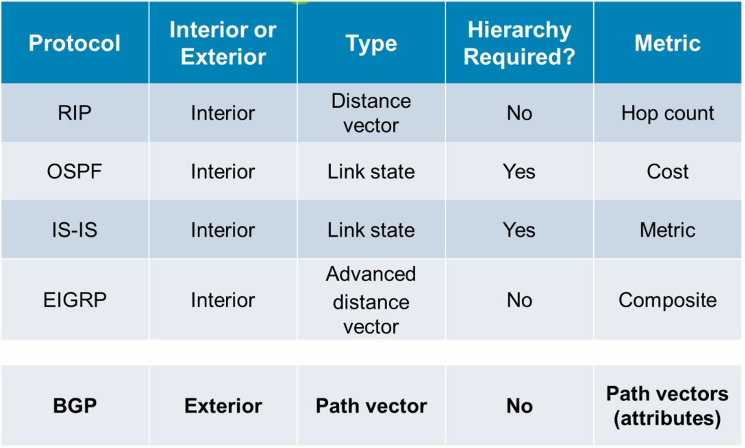 Protocol
Interior or
Exterior
Type
Hierarchy
Required?
Metric
RIP
Interior
Distance
vector
No
Hop count
OSPF
Interior
Link state
Yes
Cost
IS-IS
Interior
Link state
Yes
Metric
EIGRP
Interior
Advanced
distance
vector
No
Composite
BGP
Exterior
Path vector
No
Path vectors
(attributes)